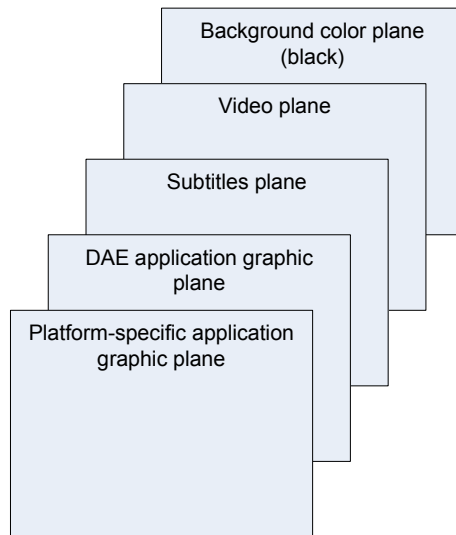 Background color plane
(black)
Video plane
Subtitles plane
DAE application graphic
plane
Platform-specific application
graphic plane